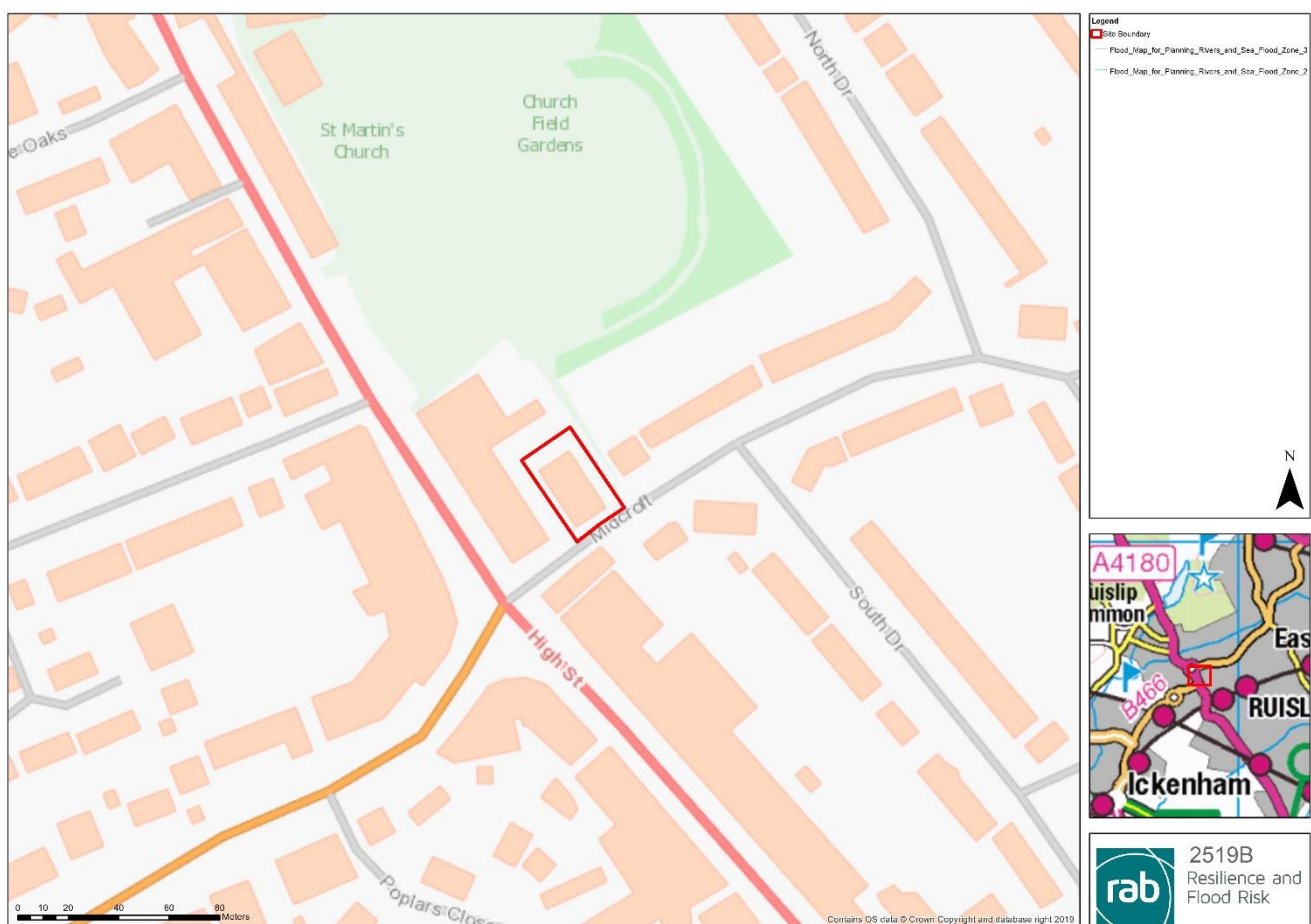 St Martin's
Church
Church
Field
Gardens
North Dr
e Oaks
Midcroft
High St
South Dr
Poplars Close
0 10 20 40 60 80
Meters
Contains OS data © Crown Copyright and database right 2019
Legend
Site Boundary
Flood_Map_for_Planning_Rivers_and_Sea_Flood_Zone_3
Flood_Map_for_Planning_Rivers_and_Sea_Flood_Zone_2
N
A4180
uislip
mmon
Eas
B466
RUISL
Ickenham
rab
2519B
Resilience and
Flood Risk